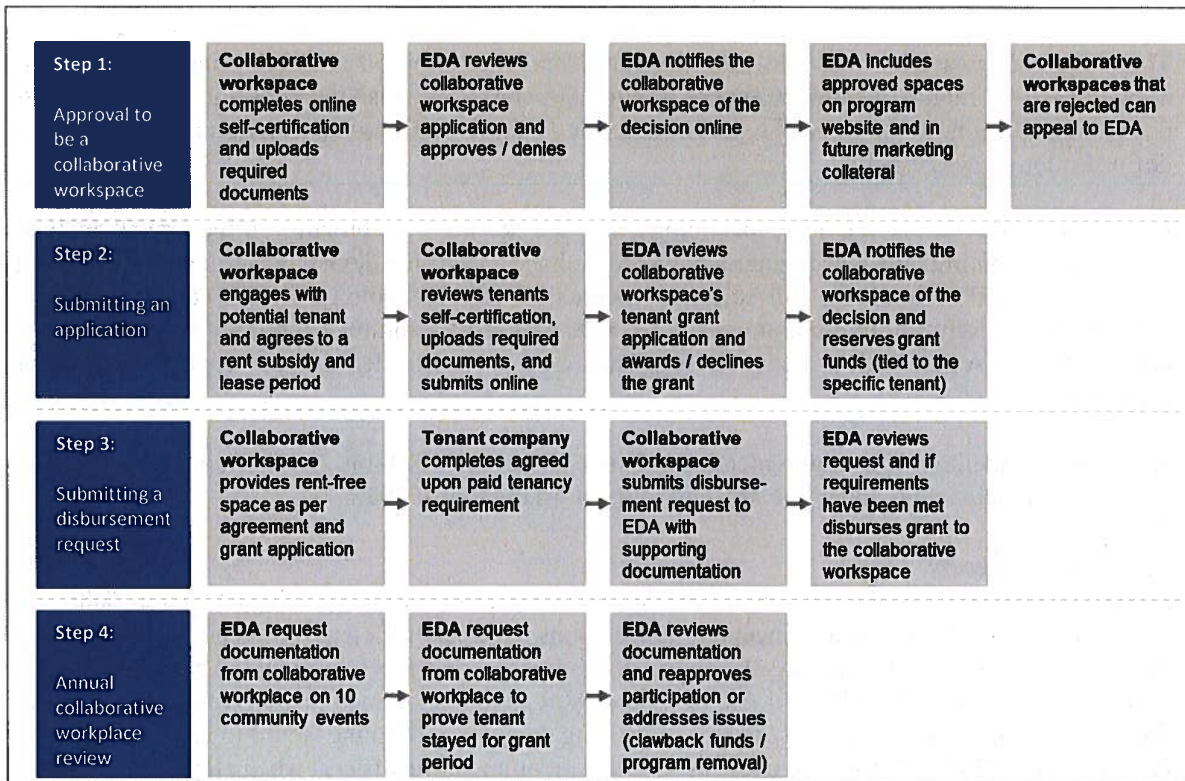 Step 1:
Approval to
be a
collaborative
workspace
Collaborative
workspace
completes online
self-certification
and uploads
required
documents
EDA reviews
collaborative
workspace
application and
approves / denies
EDA notifies the
collaborative
workspace of the
decision online
EDA includes
approved spaces
on program
website and in
future marketing
collateral
Collaborative
workspaces that
are rejected can
appeal to EDA
Step 2:
Submitting an
application
Collaborative
workspace
engages with
potential tenant
and agrees to a
rent subsidy and
lease period
Collaborative
workspace
reviews tenants
self-certification,
uploads required
documents, and
submits online
EDA reviews
collaborative
workspace's
tenant grant
application and
awards / declines
the grant
EDA notifies the
collaborative
workspace of the
decision and
reserves grant
funds (tied to the
specific tenant)
Step 3:
Submitting a
disbursement
request
Collaborative
workspace
provides rent-free
space as per
agreement and
grant application
Tenant company
completes agreed
upon paid tenancy
requirement
Collaborative
workspace
submits disburse-
ment request to
EDA with
supporting
documentation
EDA reviews
request and if
requirements
have been met
disburses grant to
the collaborative
workspace
Step 4:
Annual
collaborative
workplace
review
EDA request
documentation
from collaborative
workplace on 10
community events
EDA request
documentation
from collaborative
workplace to
prove tenant
stayed for grant
period
EDA reviews
documentation
and reapproves
participation or
addresses issues
(clawback funds /
program removal)